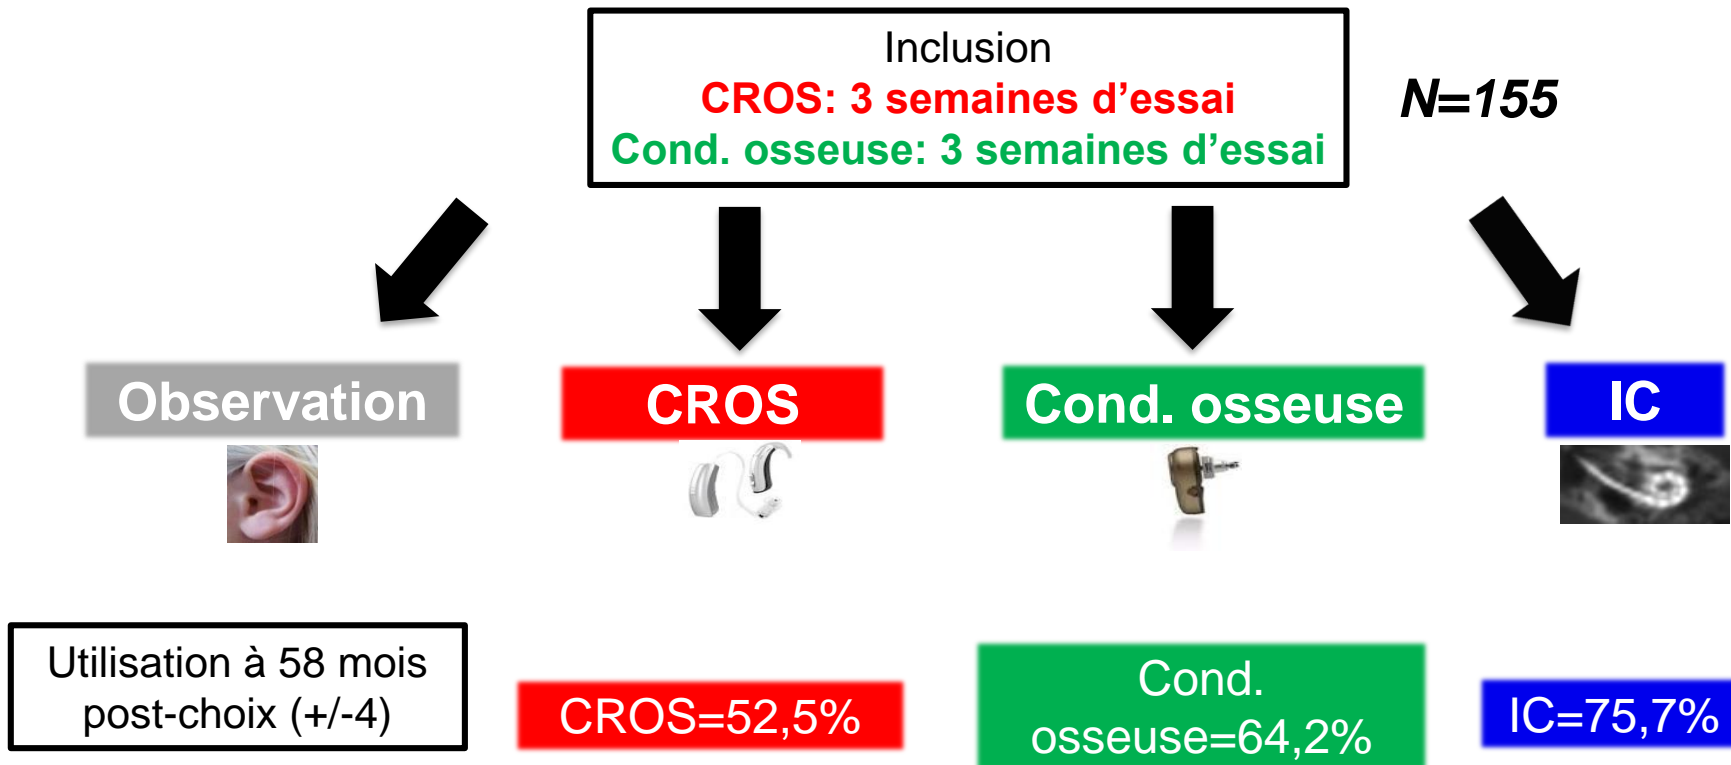 Inclusion
CROS: 3 semaines d’essai
Cond. osseuse: 3 semaines d’essai
N=155
Observation
CROS
Cond. osseuse
IC
Utilisation à 58 mois
post-choix (+/-4)
CROS=52,5%
Cond.
osseuse=64,2%
IC=75,7%